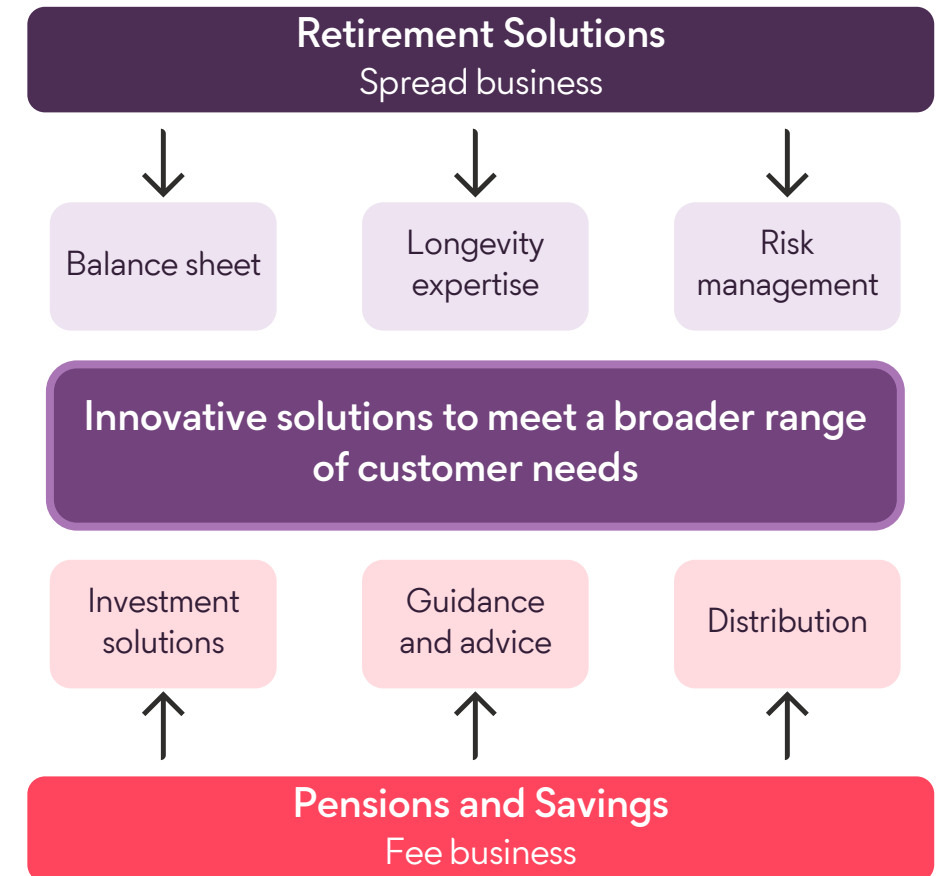 Retirement Solutions
Spread business
Balance sheet
Longevity
expertise
Risk
management
Innovative solutions to meet a broader range
of customer needs
Investment
solutions
Guidance
and advice
Distribution
Pensions and Savings
Fee business